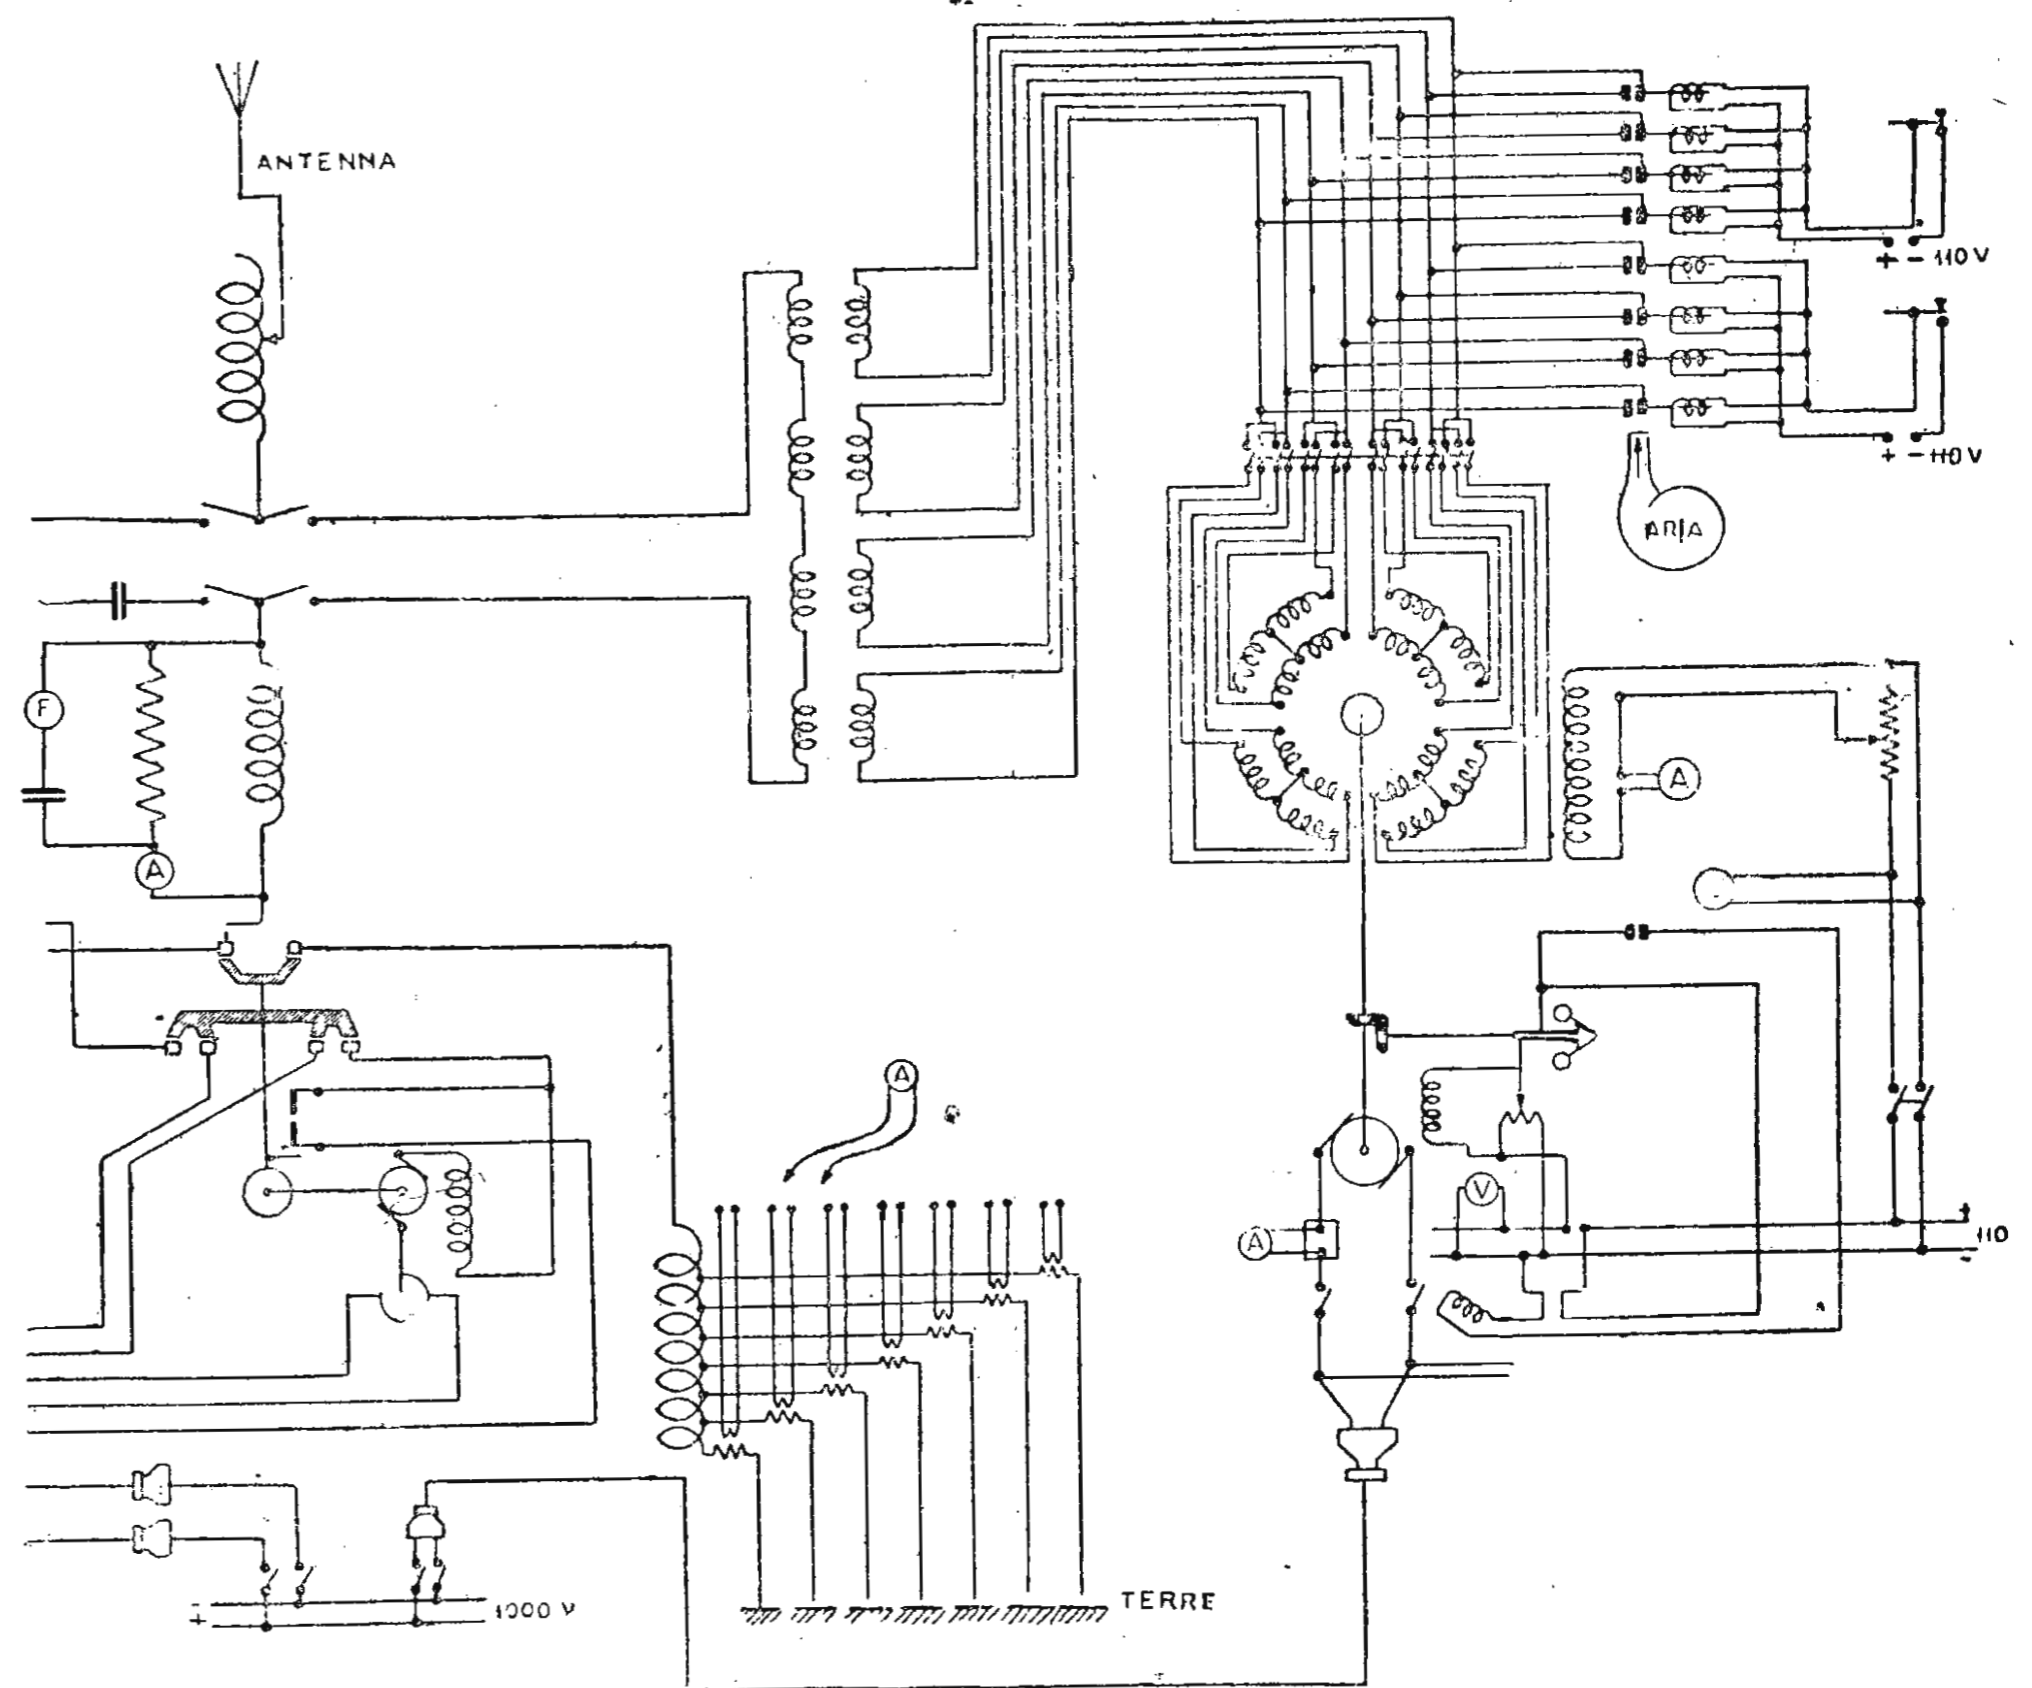 ANTENNA
+ - 110 V
+ - 110 V
ARIA
F
A
A
A
A
V
A
+
110
-
TERRE
-
+
1000 V